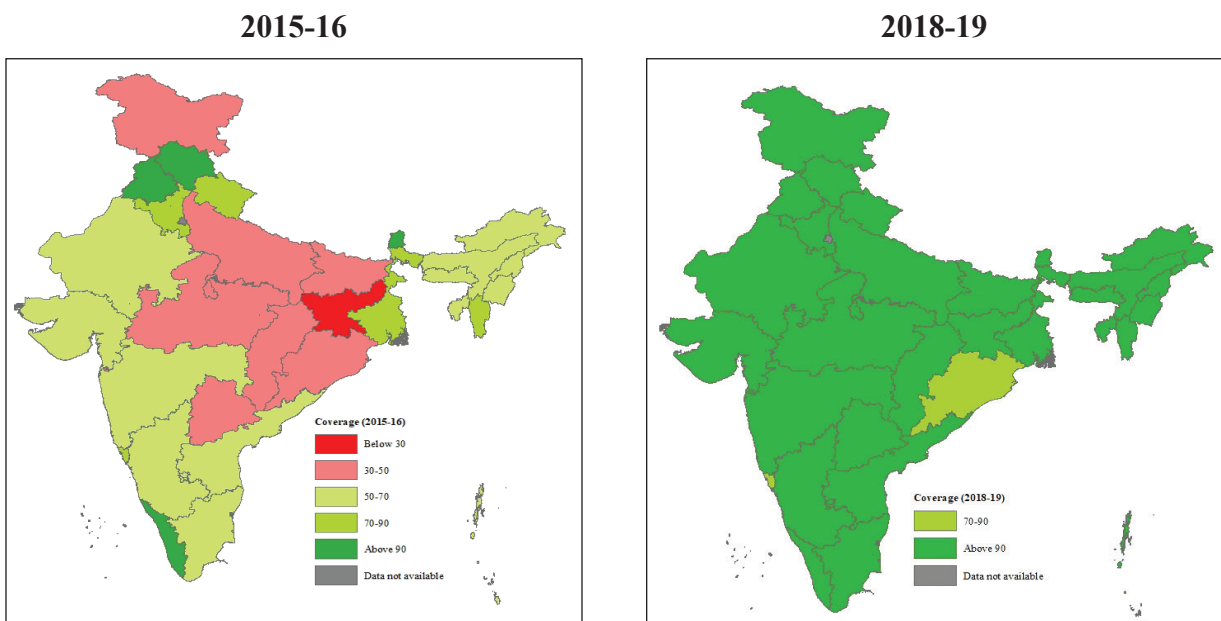 2015-16
2018-19
Coverage (2015-16)
Below 30
30-50
50-70
70-90
Above 90
Data not available
Coverage (2018-19)
70-90
Above 90
Data not available